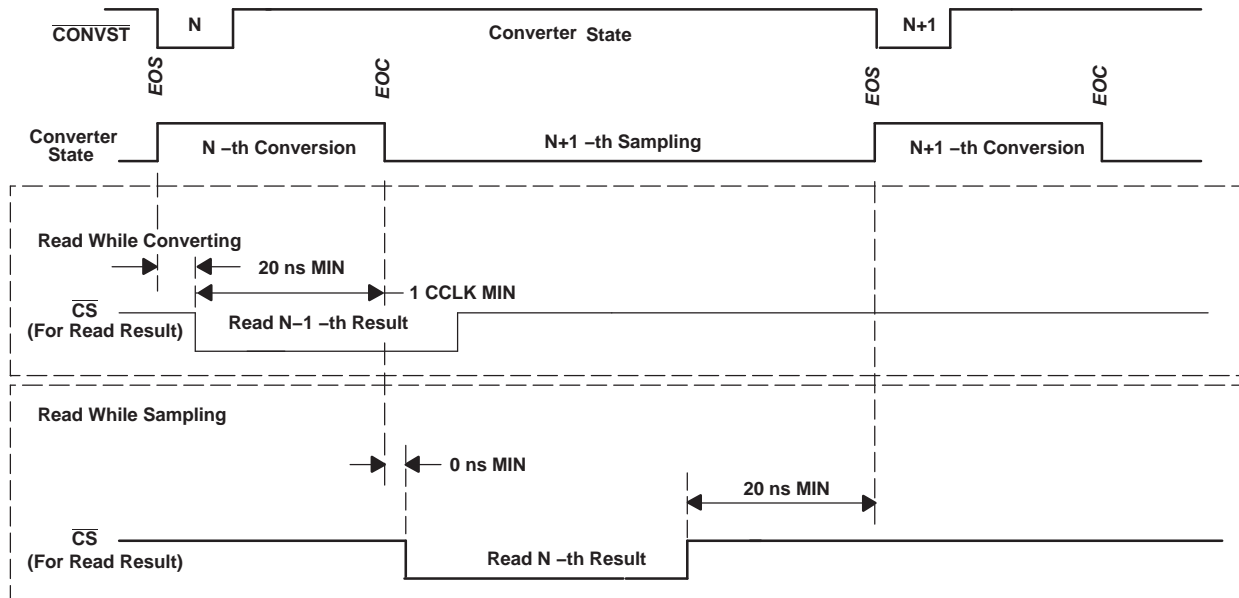 CONVST
N
Converter State
N+1
EOS
EOC
EOS
EOC
Converter
State
N –th Conversion
N+1 –th Sampling
N+1 –th Conversion
Read While Converting
20 ns MIN
1 CCLK MIN
CS
(For Read Result)
Read N–1 –th Result
Read While Sampling
0 ns MIN
20 ns MIN
CS
(For Read Result)
Read N –th Result